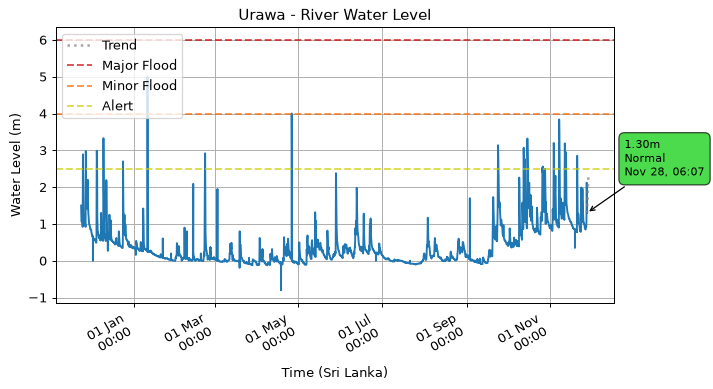 Urawa - River Water Level
Trend
Major Flood
Minor Flood
Alert
1.30m
Normal
Nov 28, 06:07
Water Level (m)
6
5
4
3
2
1
0
−1
01 Jan
00:00
01 Mar
00:00
01 May
00:00
01 Jul
00:00
01 Sep
00:00
01 Nov
00:00
Time (Sri Lanka)